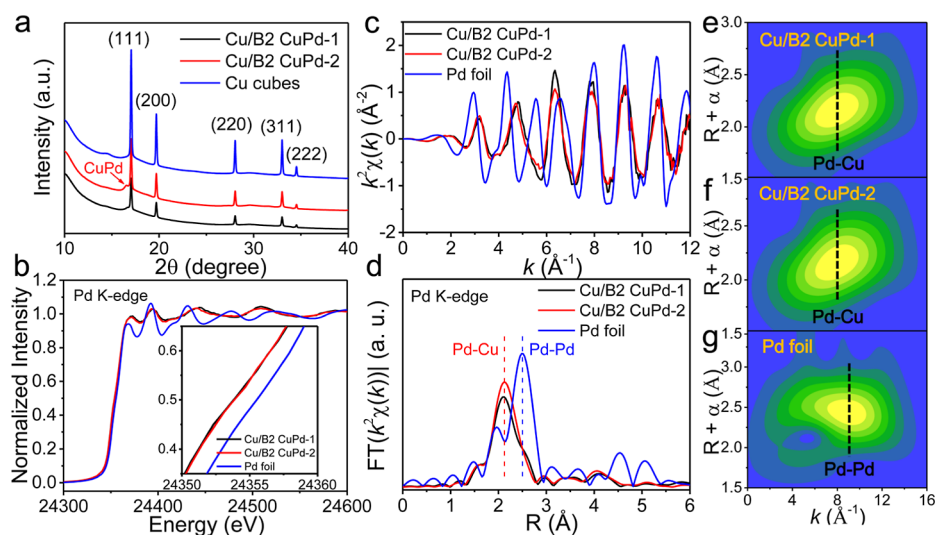 a
Intensity (a.u.)
(111)
(200)
(220)
(311)
(222)
Cu/B2 CuPd-1
Cu/B2 CuPd-2
Cu cubes
CuPd
10 20 30 40
2θ (degree)
b
Normalized Intensity
Pd K-edge
1.2
1.0
0.8
0.6
0.4
0.2
0.0
0.6
0.5
0.4
Cu/B2 CuPd-1
Cu/B2 CuPd-2
Pd foil
24350 24355 24360
24300 24400 24500 24600
Energy (eV)
c
k²χ(k) (Å⁻²)
Cu/B2 CuPd-1
Cu/B2 CuPd-2
Pd foil
2
1
0
-1
-2
0 2 4 6 8 10 12
k (Å⁻¹)
d
FT(k²χ(k))| (a. u.)
Pd K-edge
Cu/B2 CuPd-1
Cu/B2 CuPd-2
Pd foil
Pd-Cu
Pd-Pd
0 1 2 3 4 5 6
R (Å)
e
R + α (Å)
Cu/B2 CuPd-1
2.5
2.0
Pd-Cu
1.5
f
R + α (Å)
Cu/B2 CuPd-2
2.5
2.0
Pd-Cu
1.5
g
R + α (Å)
Pd foil
3.0
2.5
2.0
1.5
Pd-Pd
0 4 8 12 16
k (Å⁻¹)